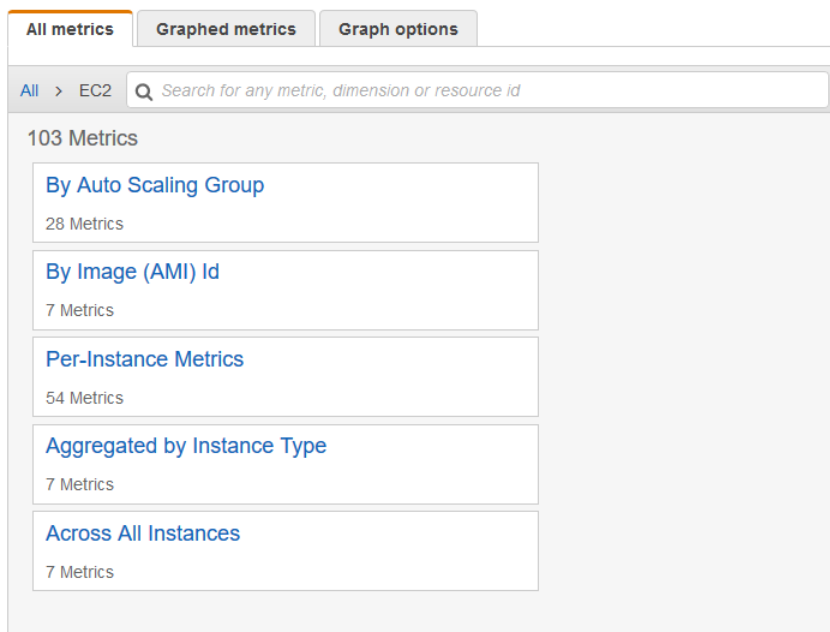 All metrics Graphed metrics Graph options
All > EC2 Search for any metric, dimension or resource id
103 Metrics
By Auto Scaling Group
28 Metrics
By Image (AMI) Id
7 Metrics
Per-Instance Metrics
54 Metrics
Aggregated by Instance Type
7 Metrics
Across All Instances
7 Metrics